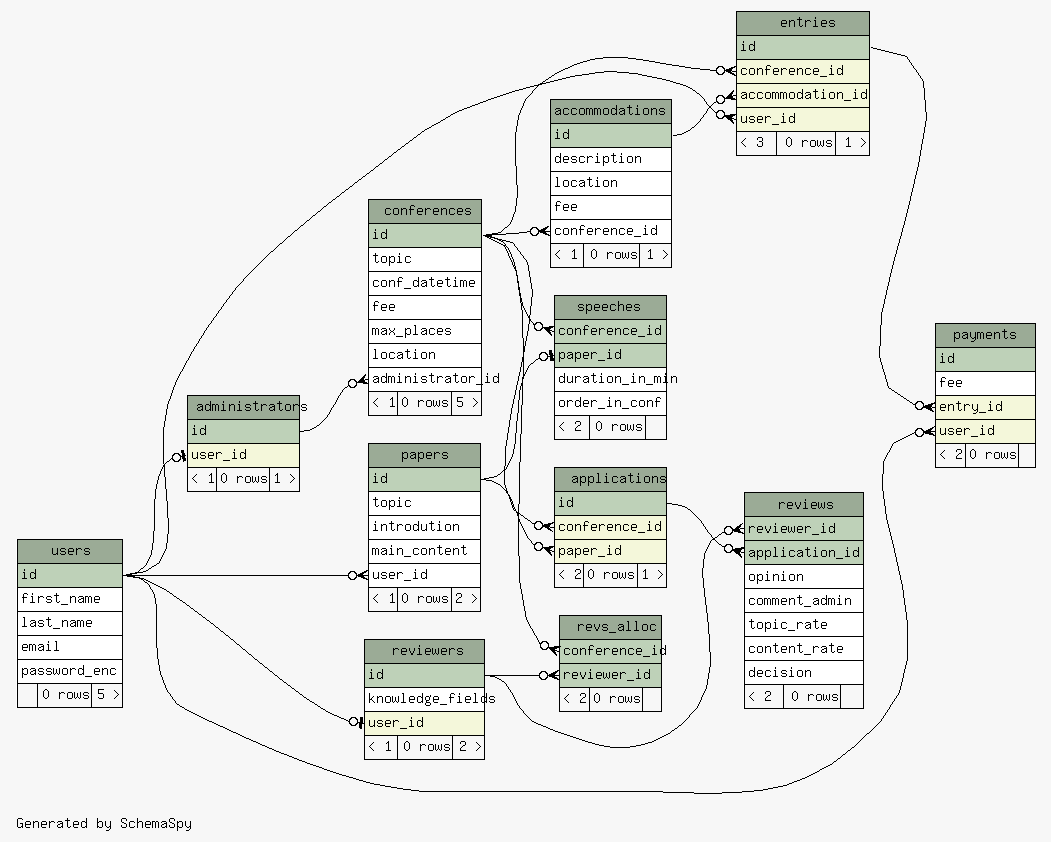 entries
id
conference_id
accommodation_id
user_id
< 3 0 rows 1 >
accommodations
id
description
location
fee
conference_id
< 1 0 rows 1 >
conferences
id
topic
conf_datetime
fee
max_places
location
administrator_id
< 1 0 rows 5 >
speeches
conference_id
paper_id
duration_in_min
order_in_conf
< 2 0 rows
payments
id
fee
entry_id
user_id
< 2 0 rows
administrators
id
user_id
< 1 0 rows 1 >
papers
id
topic
introdution
main_content
user_id
< 1 0 rows 2 >
applications
id
conference_id
paper_id
< 2 0 rows 1 >
reviews
reviewer_id
application_id
opinion
comment_admin
topic_rate
content_rate
decision
< 2 0 rows
users
id
first_name
last_name
email
password_enc
0 rows 5 >
reviewers
id
knowledge_fields
user_id
< 1 0 rows 2 >
revs_alloc
conference_id
reviewer_id
< 2 0 rows
Generated by SchemaSpy